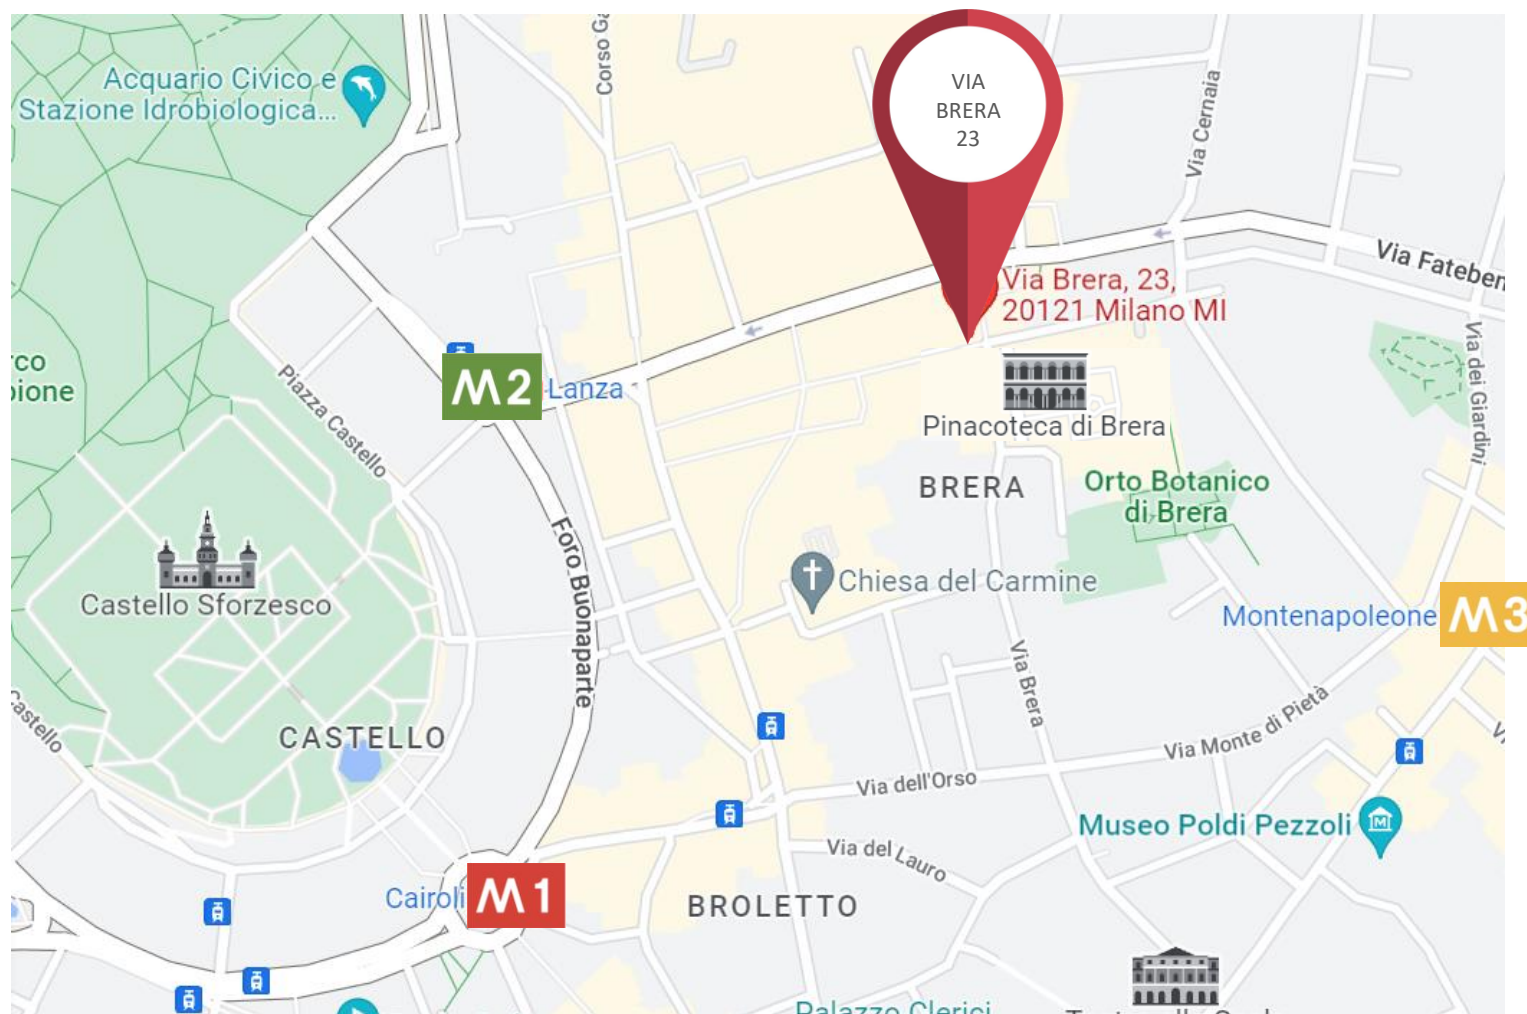 Acquario Civico e
Stazione Idrobiologica...
Corso Ga
VIA
BRERA
23
Via Cernaia
Via Fateben
Via Brera, 23,
20121 Milano MI
Via dei Giardini
M2
Lanza
Piazza Castello
Pinacoteca di Brera
BRERA
Orto Botanico
di Brera
Foro Buonaparte
Castello Sforzesco
Chiesa del Carmine
Montenapoleone
M3
Via Brera
Castello
CASTELLO
Via Monte di Pietà
Via dell'Orso
Museo Poldi Pezzoli
M
Via del Lauro
Cairoli
M1
BROLETTO
Palazzo Clerici